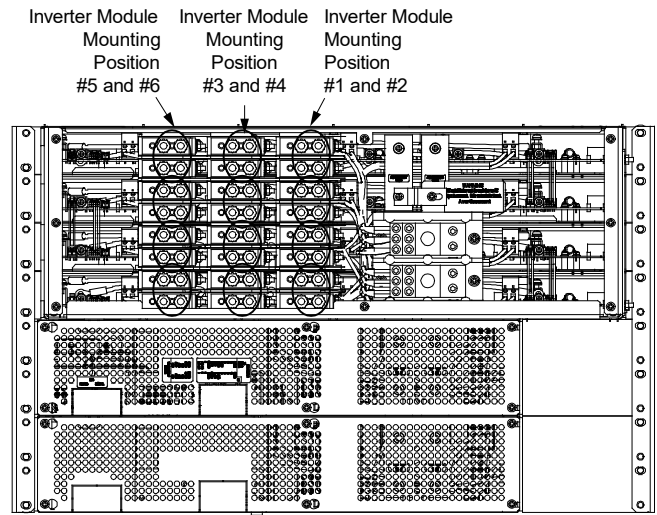 Inverter Module
Mounting
Position
#5 and #6
Inverter Module
Mounting
Position
#3 and #4
Inverter Module
Mounting
Position
#1 and #2